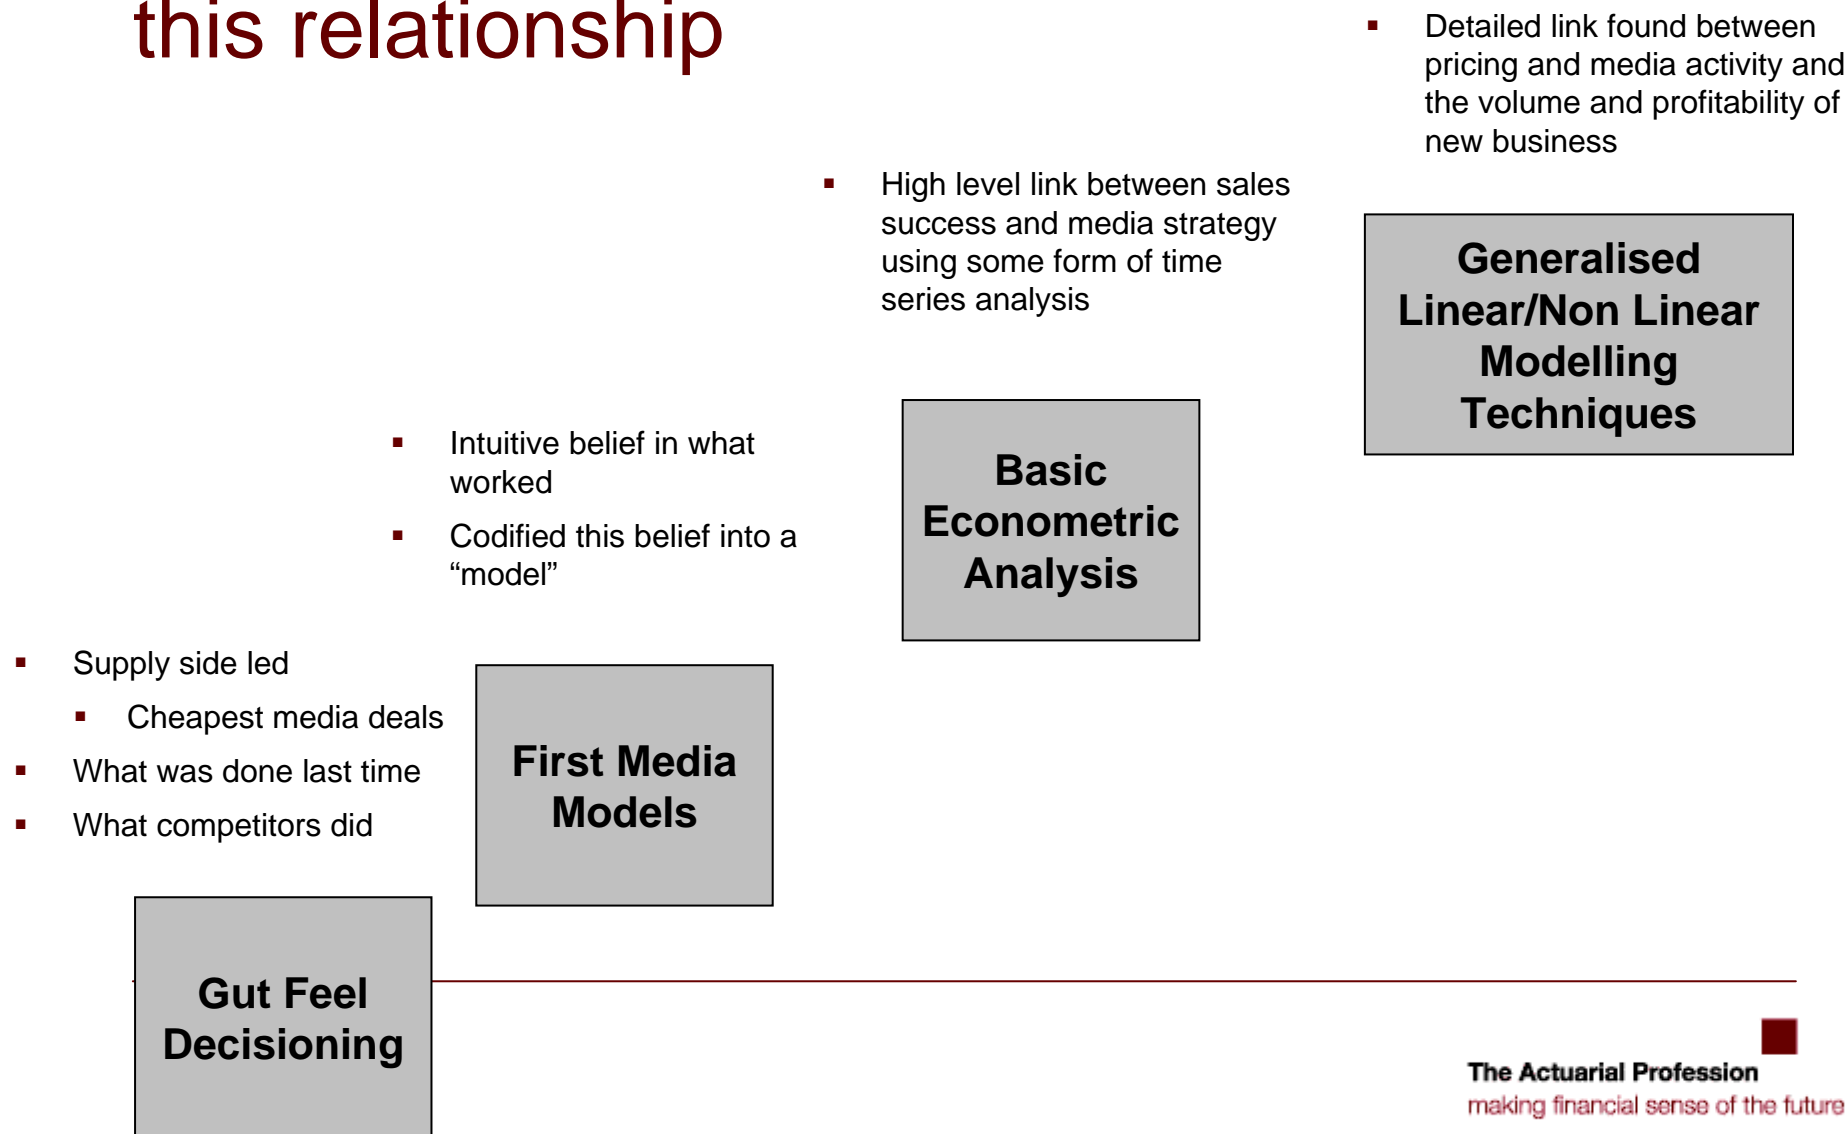 this relationship
▪ Detailed link found between
pricing and media activity and
the volume and profitability of
new business
▪ High level link between sales
success and media strategy
using some form of time
series analysis
Generalised
Linear/Non Linear
Modelling
Techniques
▪ Intuitive belief in what
worked
▪ Codified this belief into a
“model”
Basic
Econometric
Analysis
▪ Supply side led
▪ Cheapest media deals
▪ What was done last time
▪ What competitors did
First Media
Models
Gut Feel
Decisioning
The Actuarial Profession
making financial sense of the future